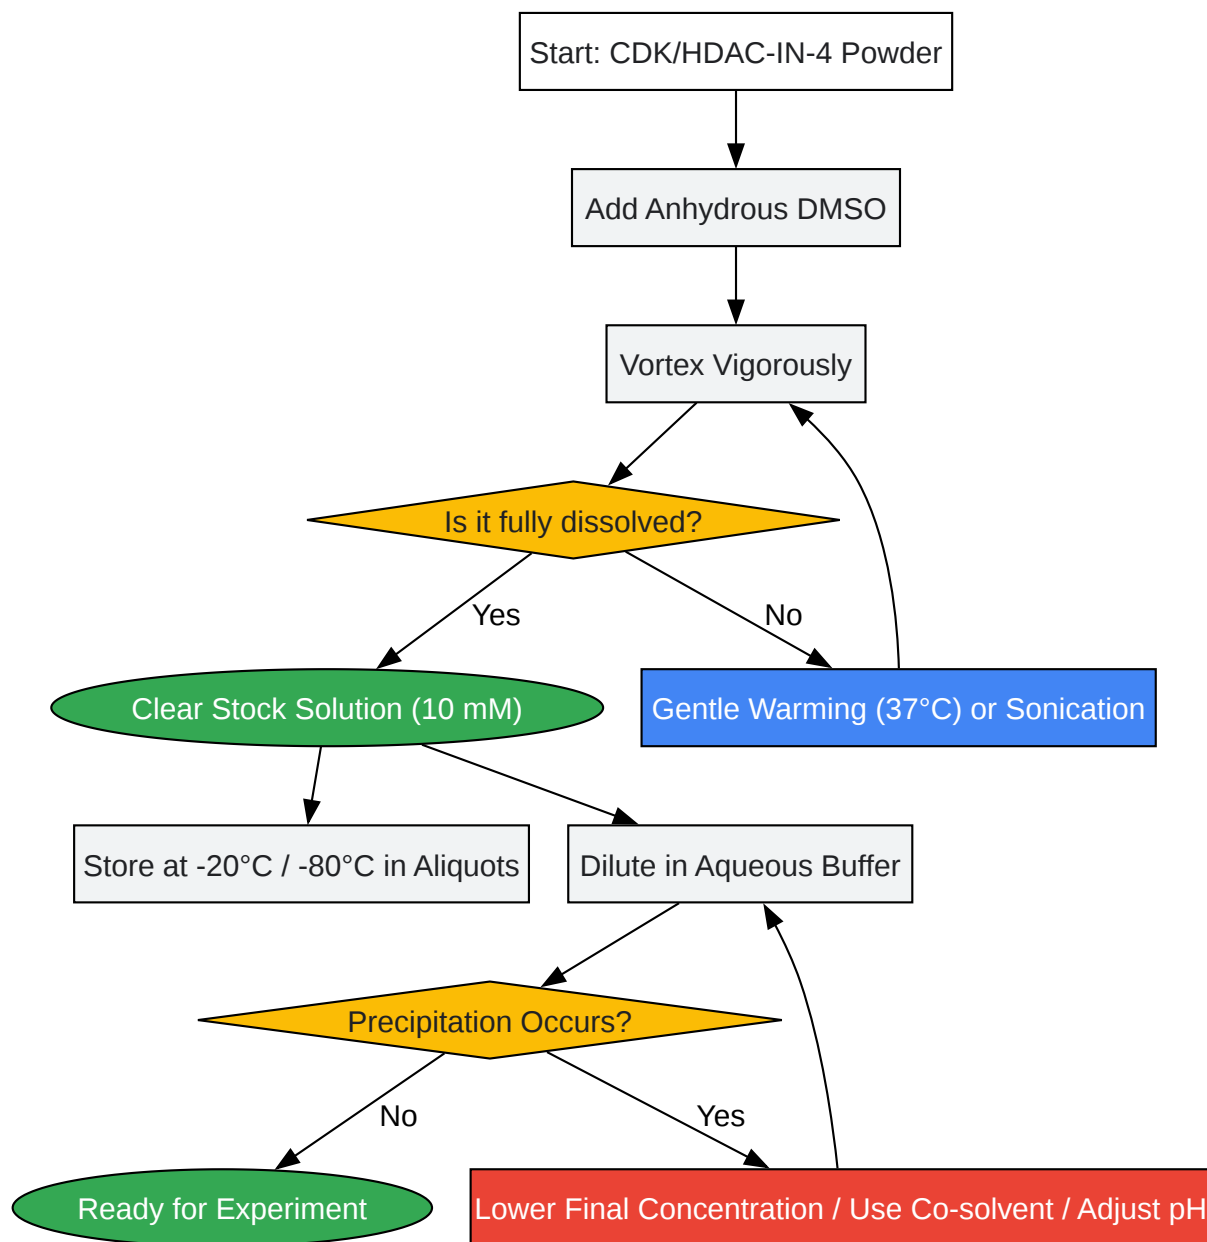 Start: CDK/HDAC-IN-4 Powder
Add Anhydrous DMSO
Vortex Vigorously
Is it fully dissolved?
Yes
No
Clear Stock Solution (10 mM)
Gentle Warming (37°C) or Sonication
Store at -20°C / -80°C in Aliquots
Dilute in Aqueous Buffer
Precipitation Occurs?
No
Yes
Ready for Experiment
Lower Final Concentration / Use Co-solvent / Adjust pH